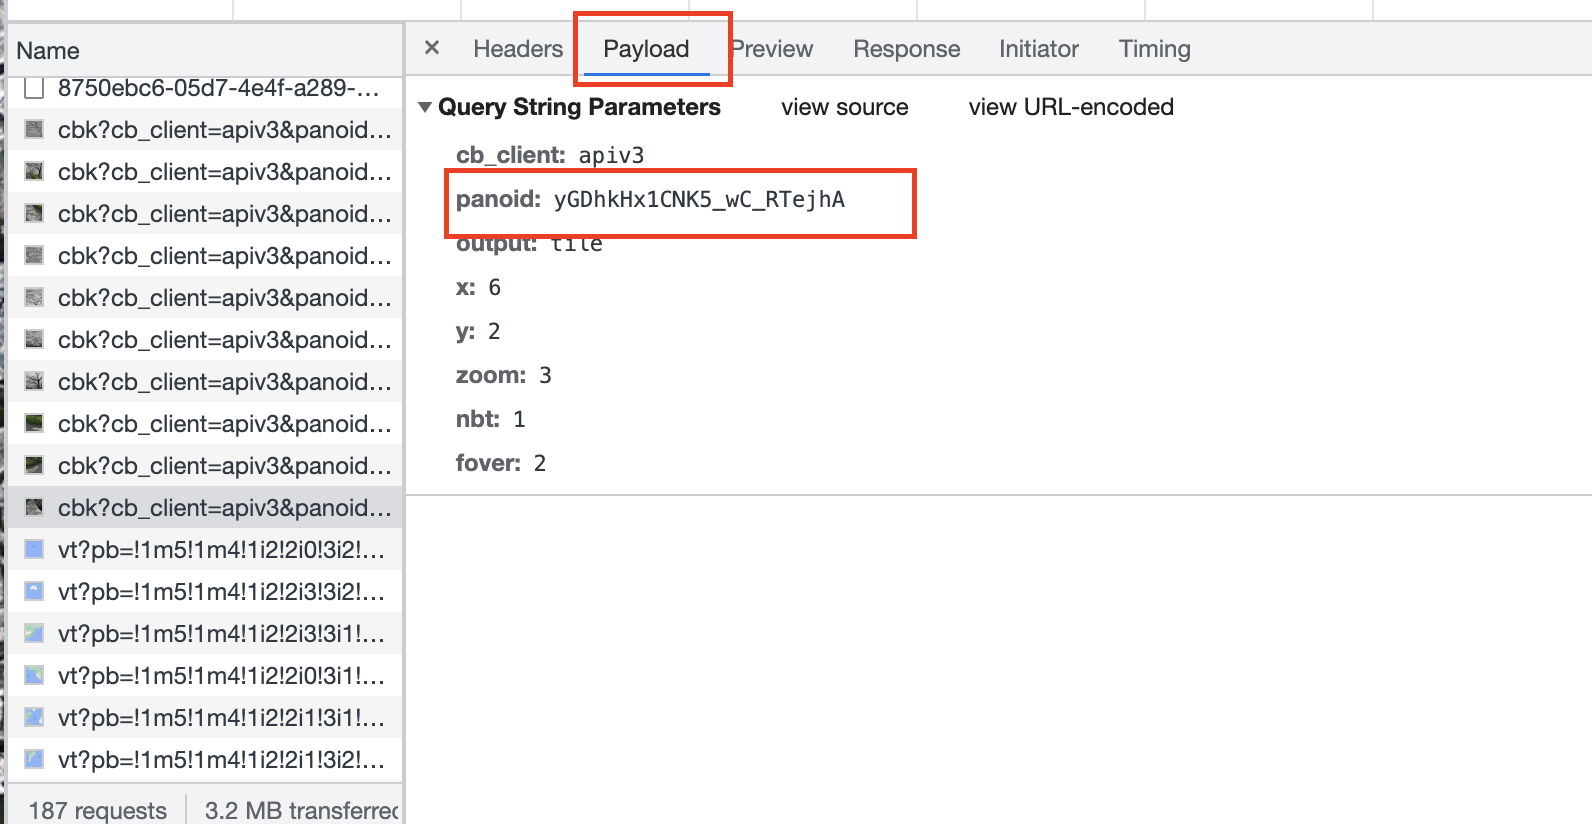 Name
8750ebc6-05d7-4e4f-a289-...
cbk?cb_client=apiv3&panoid...
cbk?cb_client=apiv3&panoid...
cbk?cb_client=apiv3&panoid...
cbk?cb_client=apiv3&panoid...
cbk?cb_client=apiv3&panoid...
cbk?cb_client=apiv3&panoid...
cbk?cb_client=apiv3&panoid...
cbk?cb_client=apiv3&panoid...
cbk?cb_client=apiv3&panoid...
cbk?cb_client=apiv3&panoid...
vt?pb=!1m5!1m4!1i2!2i0!3i2!...
vt?pb=!1m5!1m4!1i2!2i3!3i2!...
vt?pb=!1m5!1m4!1i2!2i3!3i1!...
vt?pb=!1m5!1m4!1i2!2i0!3i1!...
vt?pb=!1m5!1m4!1i2!2i1!3i1!...
vt?pb=!1m5!1m4!1i2!2i1!3i2!...
187 requests 3.2 MB transferred
× Headers Payload Preview Response Initiator Timing
Query String Parameters view source view URL-encoded
cb_client: apiv3
panoid: yGDhkHx1CNK5_wC_RTejhA
output: tile
x: 6
y: 2
zoom: 3
nbt: 1
fover: 2